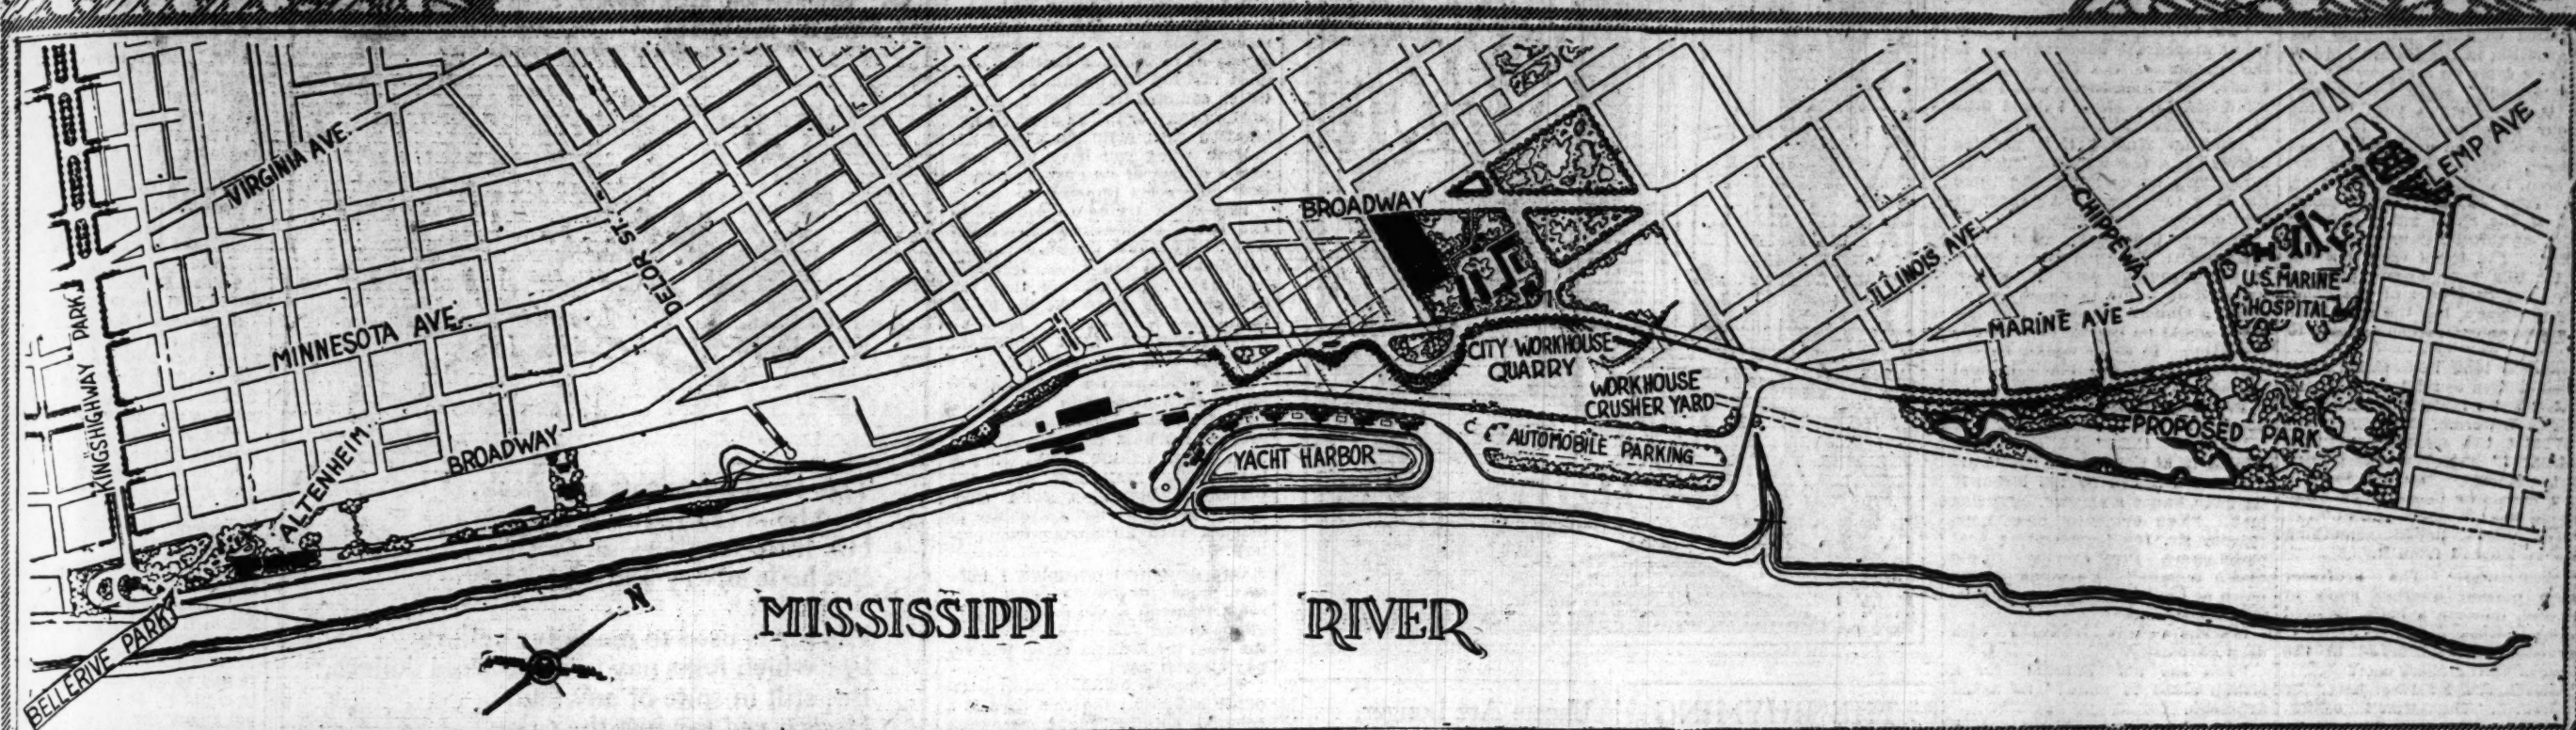 VIRGINIA AVE.
DELOR ST.
MINNESOTA AVE.
KINGSHIGHWAY PARK
ALTENHEIM
BROADWAY
BELLERIVE PARK
BROADWAY
CITY WORKHOUSE
QUARRY
WORKHOUSE
CRUSHER YARD
AUTOMOBILE PARKING
YACHT HARBOR
ILLINOIS AVE.
CHIPPEWA
MARINE AVE
U.S. MARINE
HOSPITAL
LEMP AVE.
PROPOSED PARK
N
MISSISSIPPI RIVER